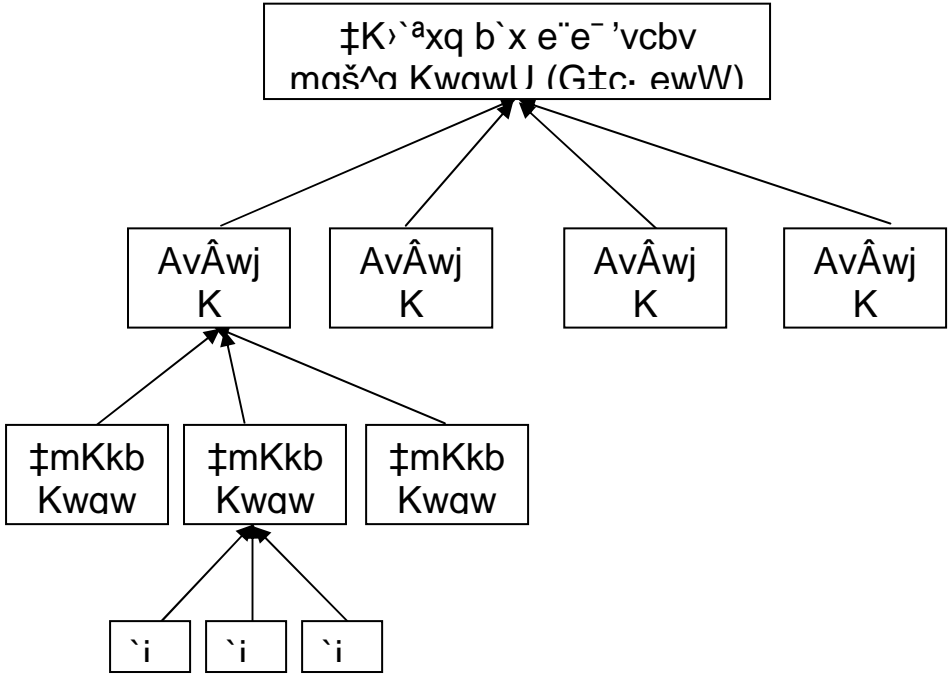 ‡K›`ªxq b`x e¨e¯ ’vcbv
mgš^q KwgwU (G‡c· ewW)
AvÂwj
K
AvÂwj
K
AvÂwj
K
AvÂwj
K
‡mKkb
Kwgw
‡mKkb
Kwgw
‡mKkb
Kwgw
`j
`j
`j